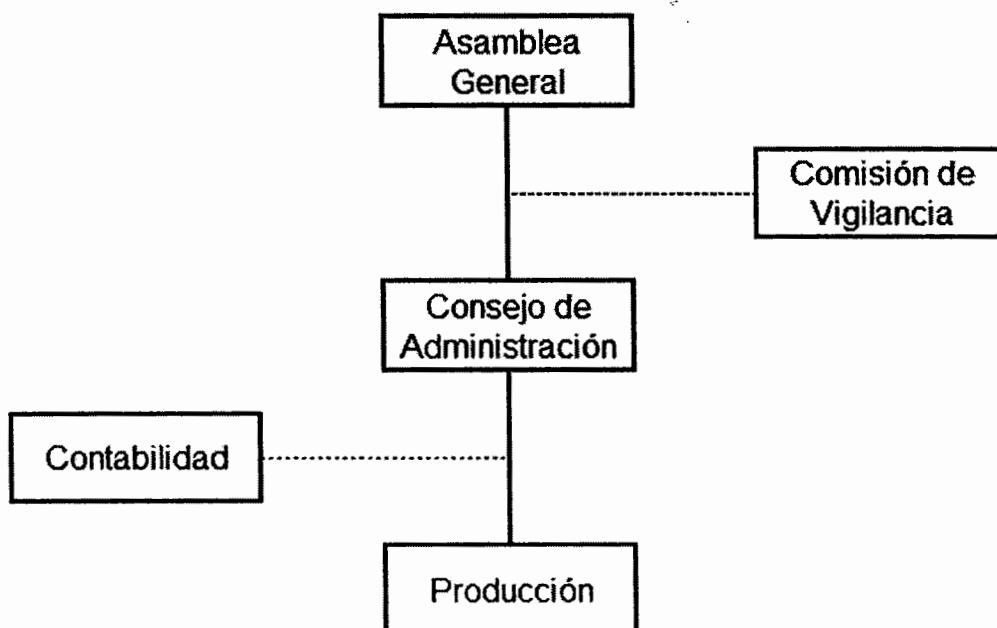 Asamblea
General
Comisión de
Vigilancia
Consejo de
Administración
Contabilidad
Producción